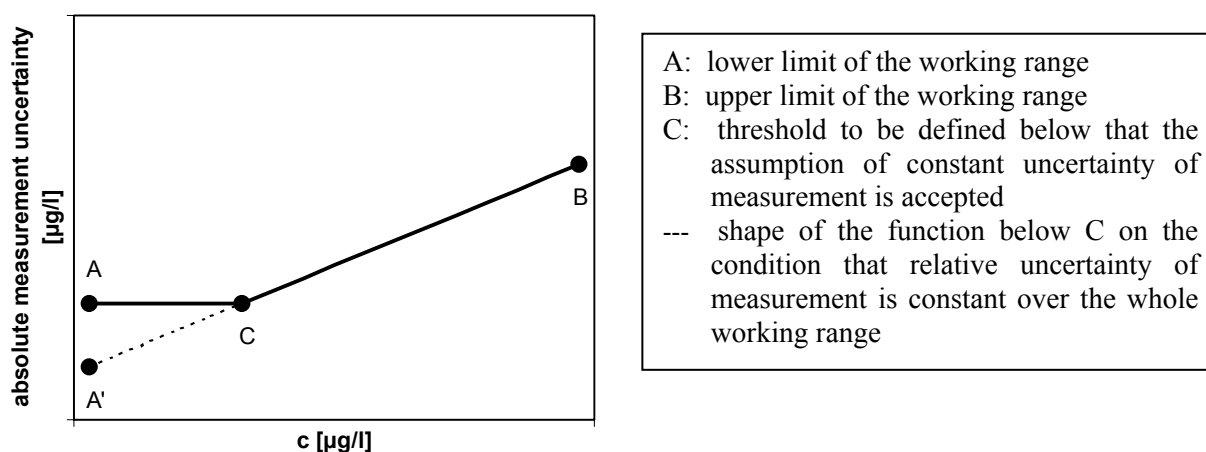 absolute measurement uncertainty
[µg/l]
A
A'
C
B
c [µg/l]
A: lower limit of the working range
B: upper limit of the working range
C: threshold to be defined below that the
assumption of constant uncertainty of
measurement is accepted
--- shape of the function below C on the
condition that relative uncertainty of
measurement is constant over the whole
working range